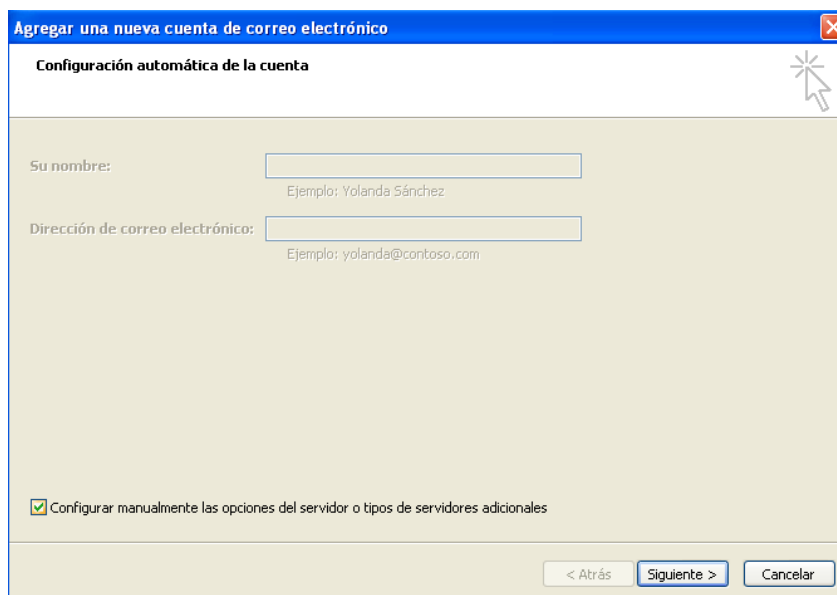 Agregar una nueva cuenta de correo electrónico
Configuración automática de la cuenta
Su nombre:
Ejemplo: Yolanda Sánchez
Dirección de correo electrónico:
Ejemplo: yolanda@contoso.com
Configurar manualmente las opciones del servidor o tipos de servidores adicionales
< Atrás Siguiente > Cancelar